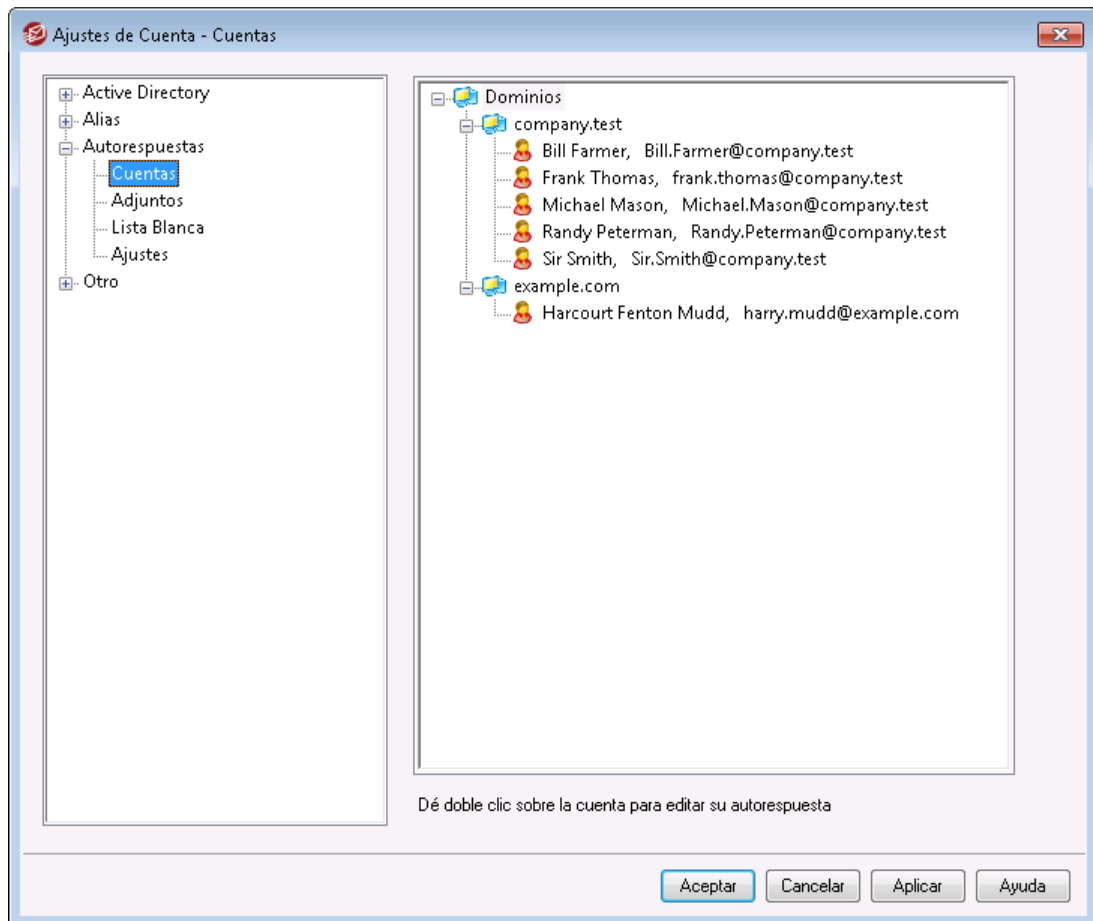 Ajustes de Cuenta - Cuentas
Active Directory
Alias
Autorespuestas
Cuentas
Adjuntos
Lista Blanca
Ajustes
Otro
Dominios
company.test
Bill Farmer, Bill.Farmer@company.test
Frank Thomas, frank.thomas@company.test
Michael Mason, Michael.Mason@company.test
Randy Peterman, Randy.Peterman@company.test
Sir Smith, Sir.Smith@company.test
example.com
Harcourt Fenton Mudd, harry.mudd@example.com
Dé doble clic sobre la cuenta para editar su autorespuesta
Aceptar Cancelar Aplicar Ayuda